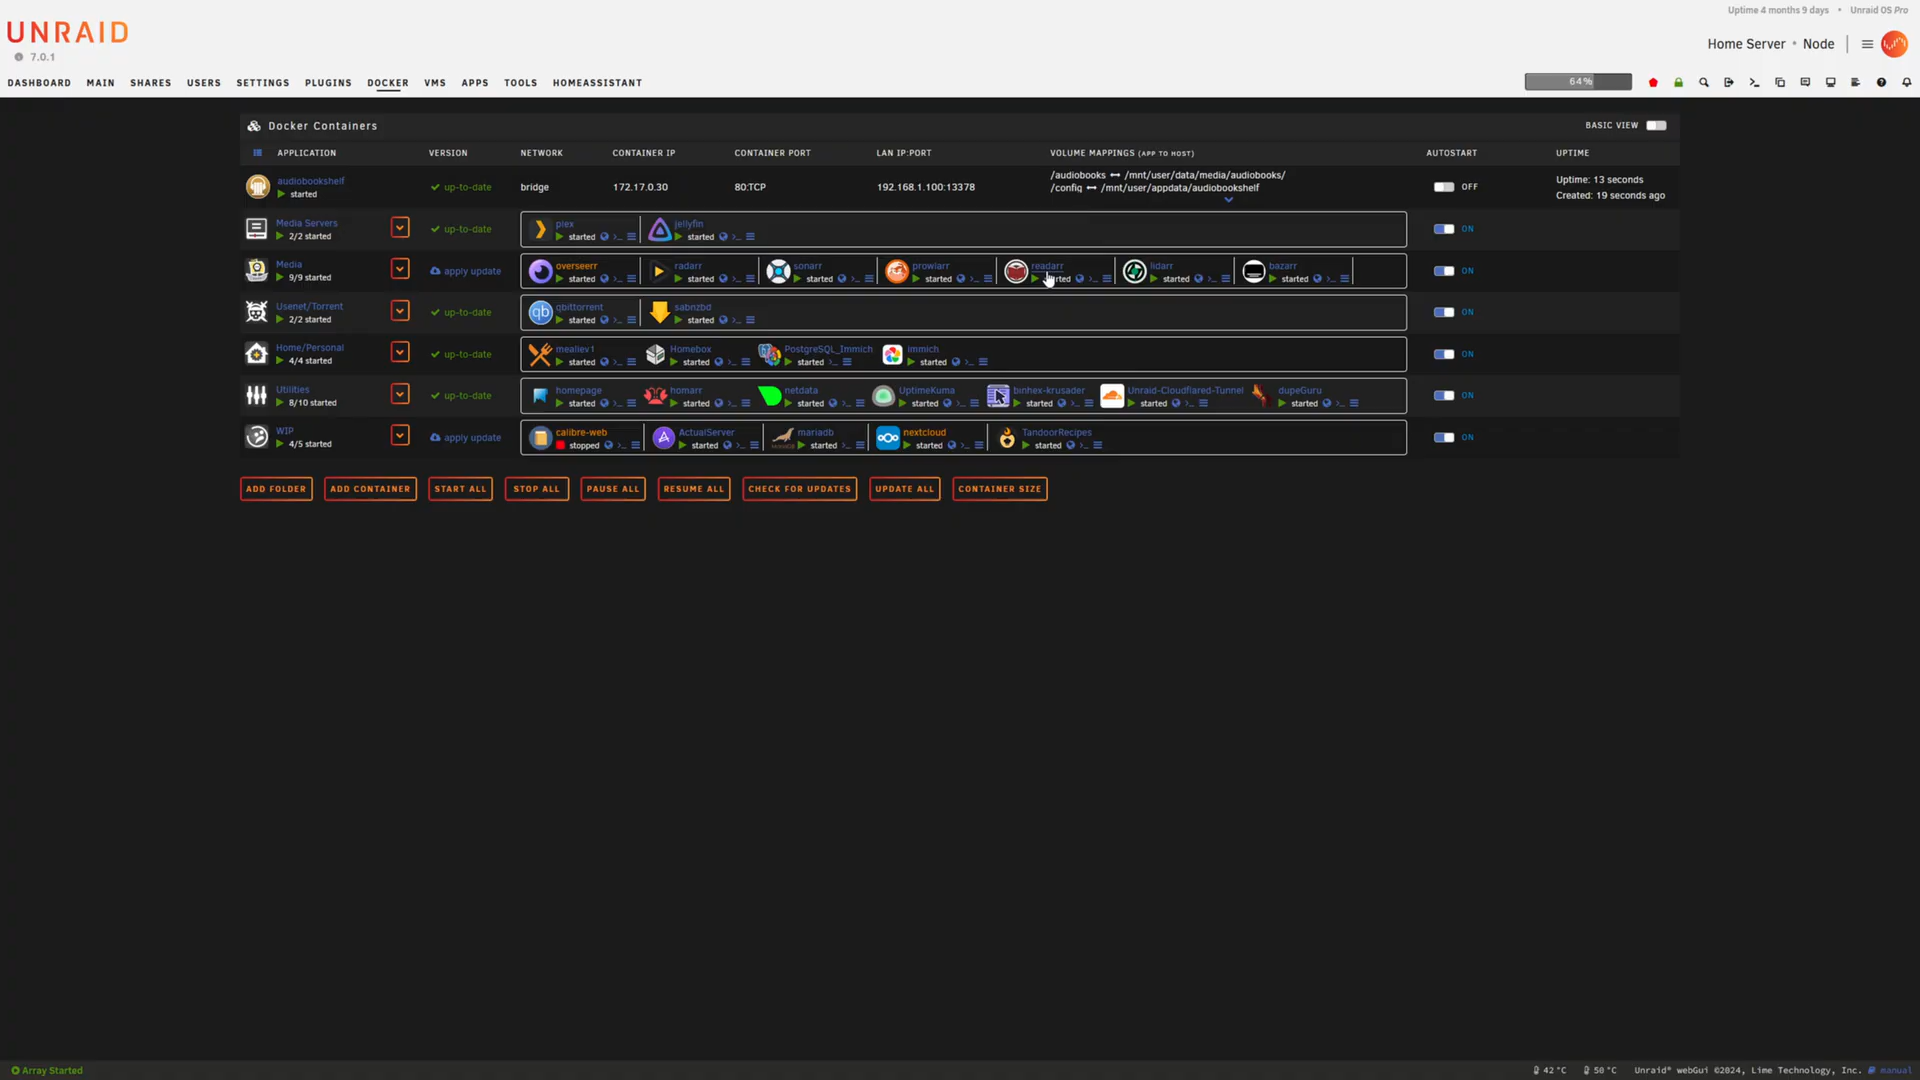 Uptime 4 months 9 days • Unraid OS Pro
UNRAID
7.0.1
Home Server • Node
DASHBOARD MAIN SHARES USERS SETTINGS PLUGINS DOCKER VMS APPS TOOLS HOMEASSISTANT
64%
Docker Containers
BASIC VIEW
APPLICATION VERSION NETWORK CONTAINER IP CONTAINER PORT LAN IP:PORT VOLUME MAPPINGS (APP TO HOST) AUTOSTART UPTIME
audiobookshelf
started
up-to-date
bridge
172.17.0.30
80:TCP
192.168.1.100:13378
/audiobooks ↔ /mnt/user/data/media/audiobooks/
/config ↔ /mnt/user/appdata/audiobookshelf
OFF
Uptime: 13 seconds
Created: 19 seconds ago
Media Servers
2/2 started
up-to-date
plex jellyfin
started >_ started >_
ON
Media
9/9 started
apply update
overseerr radarr sonarr prowlarr readarr lidarr bazarr
started >_ started >_ started >_ started >_ started >_ started >_ started >_
ON
Usenet/Torrent
2/2 started
up-to-date
qbittorrent sabnzbd
started >_ started >_
ON
Home/Personal
4/4 started
up-to-date
mealiev1 Homebox PostgreSQL_Immich immich
started >_ started >_ started >_ started >_
ON
Utilities
8/10 started
up-to-date
homepage homarr netdata UptimeKuma binhex-krusader Unraid-Cloudflared-Tunnel dupeGuru
started >_ started >_ started >_ started >_ started >_ started >_ started >_
ON
WIP
4/5 started
apply update
calibre-web ActualServer mariadb nextcloud TandoorRecipes
stopped >_ started >_ started >_ started >_ started >_
ON
ADD FOLDER ADD CONTAINER START ALL STOP ALL PAUSE ALL RESUME ALL CHECK FOR UPDATES UPDATE ALL CONTAINER SIZE
Array Started
42 °C 50 °C Unraid® webGui ©2024, Lime Technology, Inc. manual